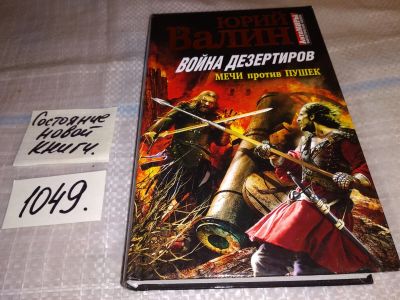 ЮРИЙ
Валин
ВОЙНА ДЕЗЕРТИРОВ
МЕЧИ против ПУШЕК
Состояние
новой
книги.
1049.